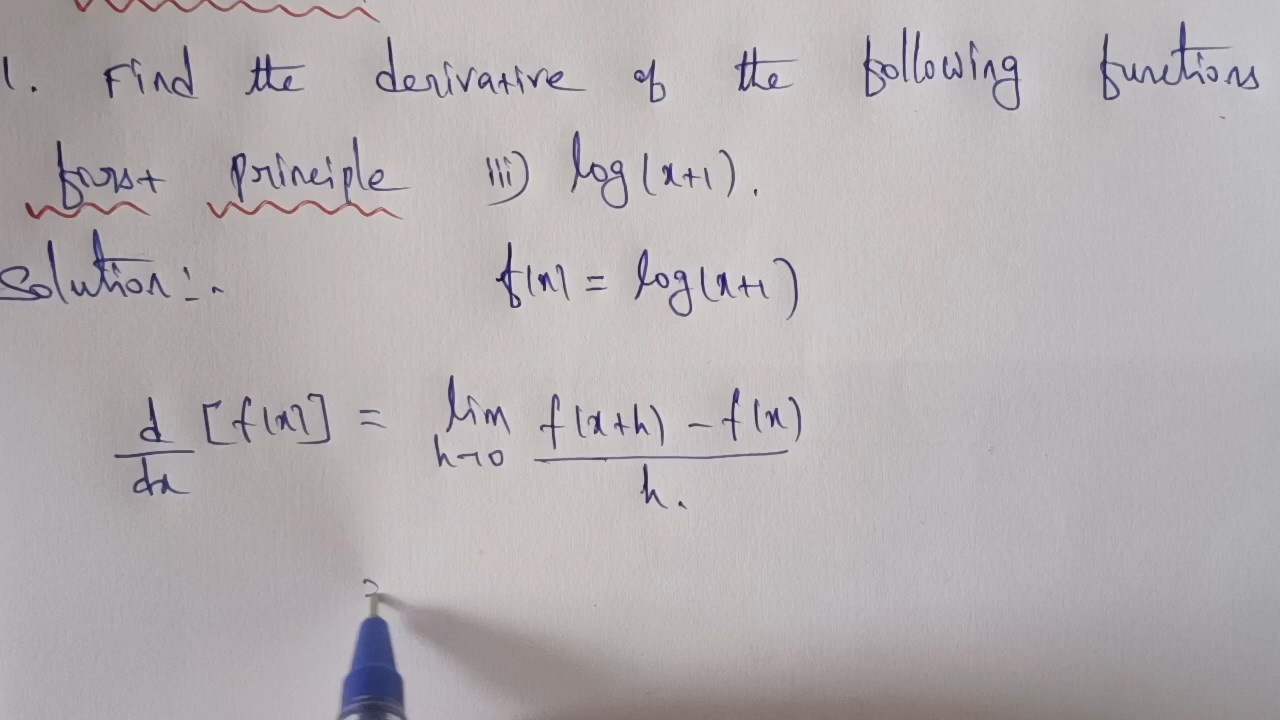 1. Find the derivative of the following functions
first principle iii) log(x+1).
Solution:-
f(x) = log(x+1)
d/dx [f(x)] = lim h→0 f(x+h) - f(x) / h.